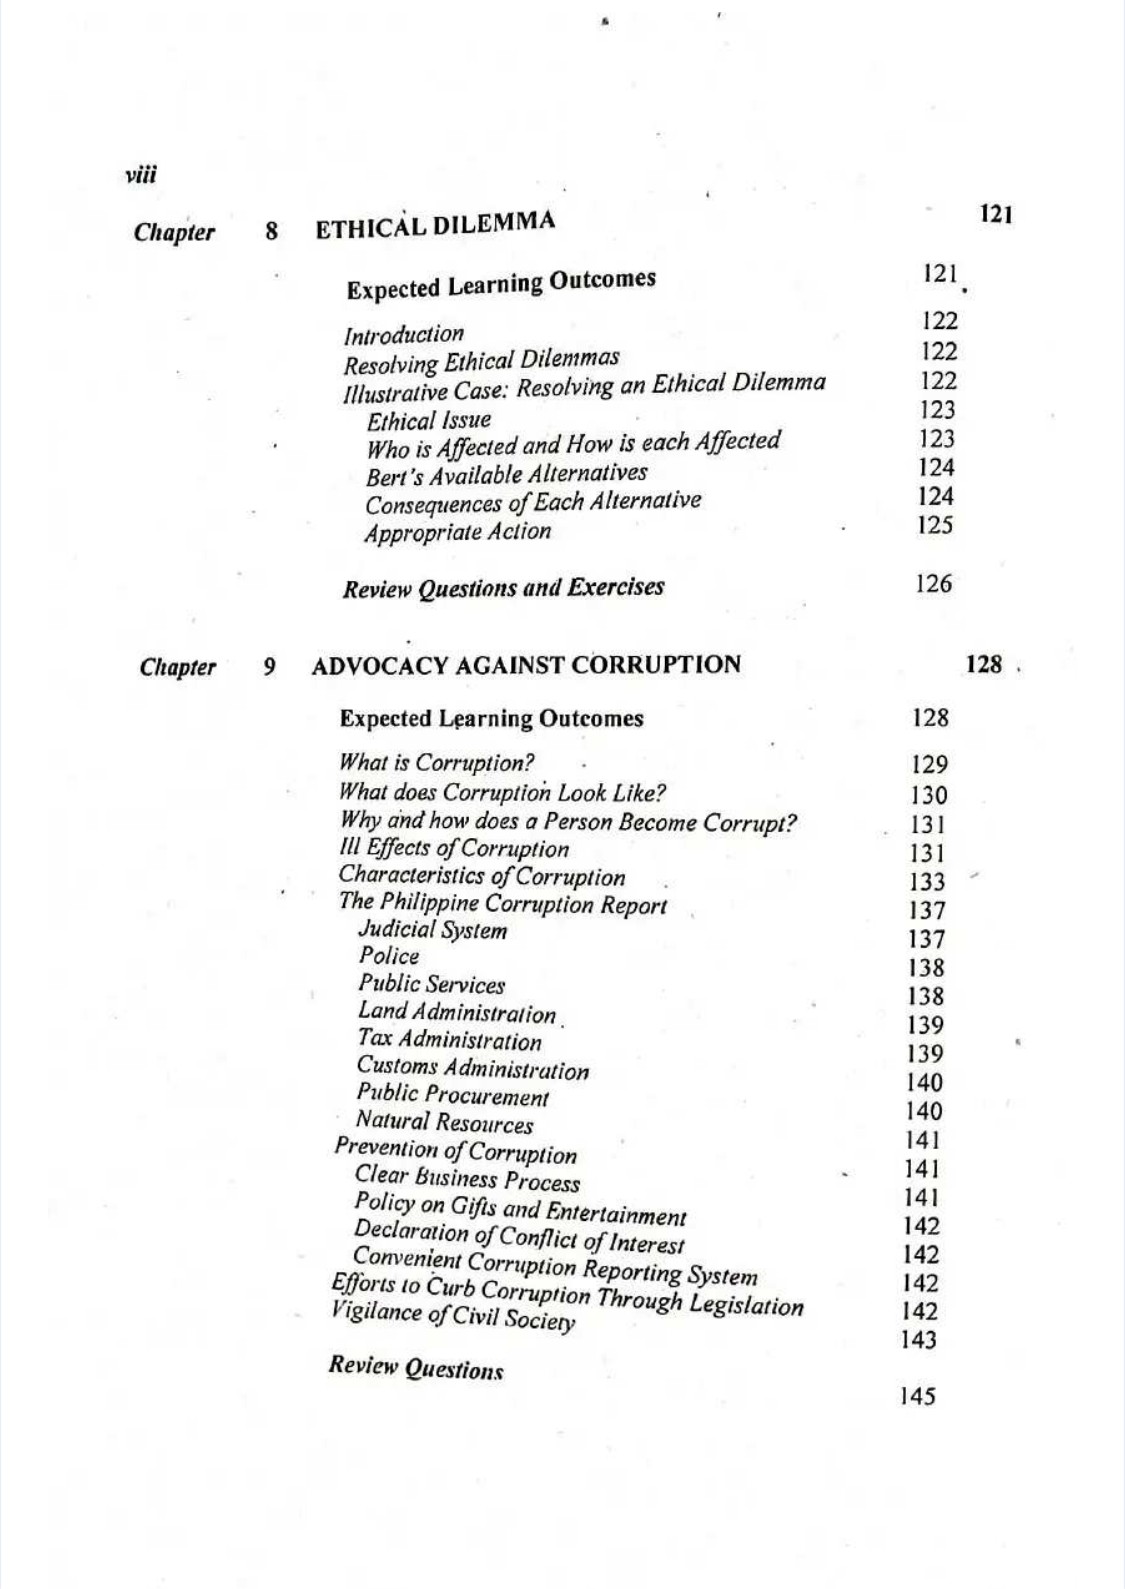 viii
Chapter 8 ETHICAL DILEMMA 121
Expected Learning Outcomes 121
Introduction 122
Resolving Ethical Dilemmas 122
Illustrative Case: Resolving an Ethical Dilemma 122
Ethical Issue 123
Who is Affected and How is each Affected 123
Bert's Available Alternatives 124
Consequences of Each Alternative 124
Appropriate Action 125
Review Questions and Exercises 126
Chapter 9 ADVOCACY AGAINST CORRUPTION 128
Expected Learning Outcomes 128
What is Corruption? 129
What does Corruption Look Like? 130
Why and how does a Person Become Corrupt? 131
Ill Effects of Corruption 131
Characteristics of Corruption 133
The Philippine Corruption Report 137
Judicial System 137
Police 138
Public Services 138
Land Administration 139
Tax Administration 139
Customs Administration 140
Public Procurement 140
Natural Resources 141
Prevention of Corruption 141
Clear Business Process 141
Policy on Gifts and Entertainment 142
Declaration of Conflict of Interest 142
Convenient Corruption Reporting System 142
Efforts to Curb Corruption Through Legislation 142
Vigilance of Civil Society 143
Review Questions 145